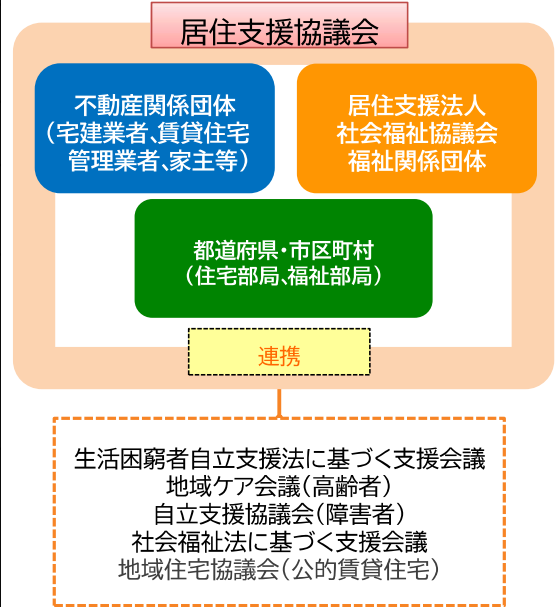 居住支援協議会
不動産関係団体
（宅建業者、賃貸住宅
管理業者、家主等）
居住支援法人
社会福祉協議会
福祉関係団体
都道府県・市区町村
（住宅部局、福祉部局）
連携
生活困窮者自立支援法に基づく支援会議
地域ケア会議（高齢者）
自立支援協議会（障害者）
社会福祉法に基づく支援会議
地域住宅協議会（公的賃貸住宅）